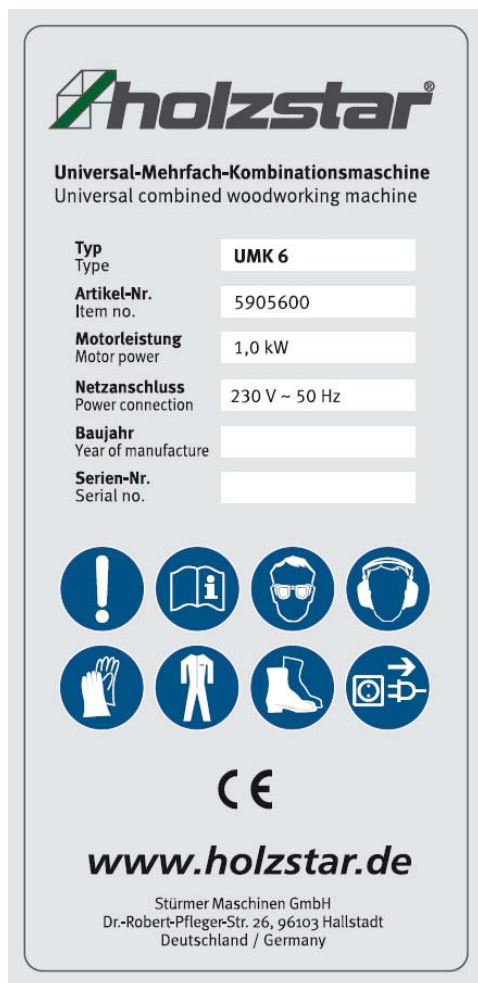 holzstar®
Universal-Mehrfach-Kombinationsmaschine
Universal combined woodworking machine
Typ
Type
UMK 6
Artikel-Nr.
Item no.
5905600
Motorleistung
Motor power
1,0 kW
Netzanschluss
Power connection
230 V ~ 50 Hz
Baujahr
Year of manufacture
Serien-Nr.
Serial no.
CE
www.holzstar.de
Stürmer Maschinen GmbH
Dr.-Robert-Pfleger-Str. 26, 96103 Hallstadt
Deutschland / Germany